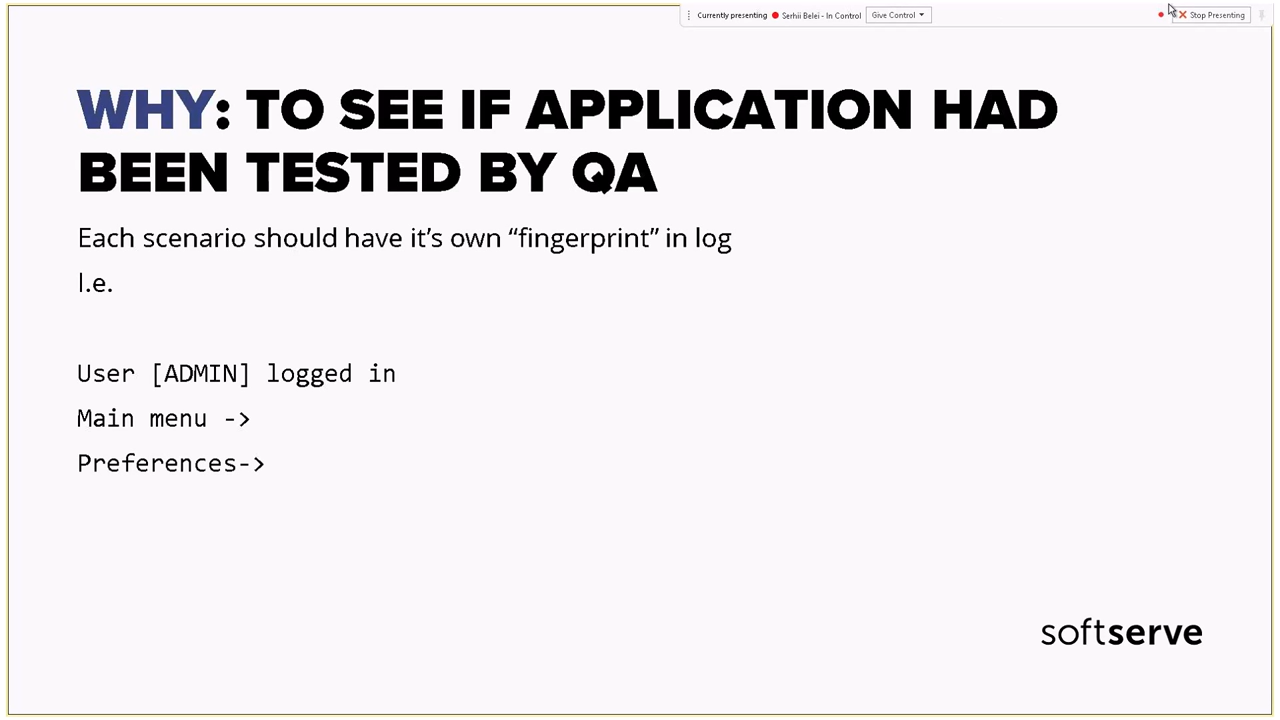 Currently presenting Serhii Belei - In Control Give Control Stop Presenting
WHY: TO SEE IF APPLICATION HAD
BEEN TESTED BY QA
Each scenario should have it’s own “fingerprint” in log
I.e.
User [ADMIN] logged in
Main menu ->
Preferences->
softserve